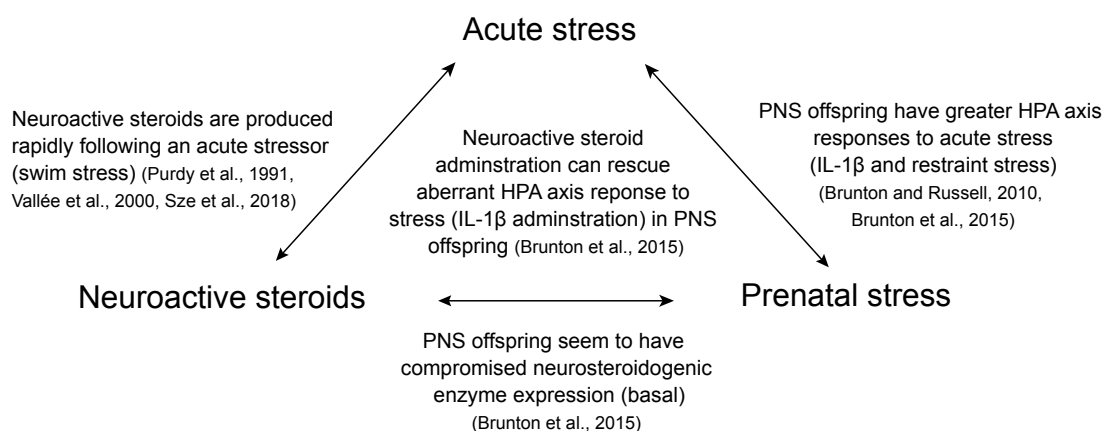 Acute stress
Neuroactive steroids are produced
rapidly following an acute stressor
(swim stress) (Purdy et al., 1991,
Vallée et al., 2000, Sze et al., 2018)
Neuroactive steroid
adminstration can rescue
aberrant HPA axis reponse to
stress (IL-1β adminstration) in PNS
offspring (Brunton et al., 2015)
PNS offspring have greater HPA axis
responses to acute stress
(IL-1β and restraint stress)
(Brunton and Russell, 2010,
Brunton et al., 2015)
Neuroactive steroids
Prenatal stress
PNS offspring seem to have
compromised neurosteroidogenic
enzyme expression (basal)
(Brunton et al., 2015)